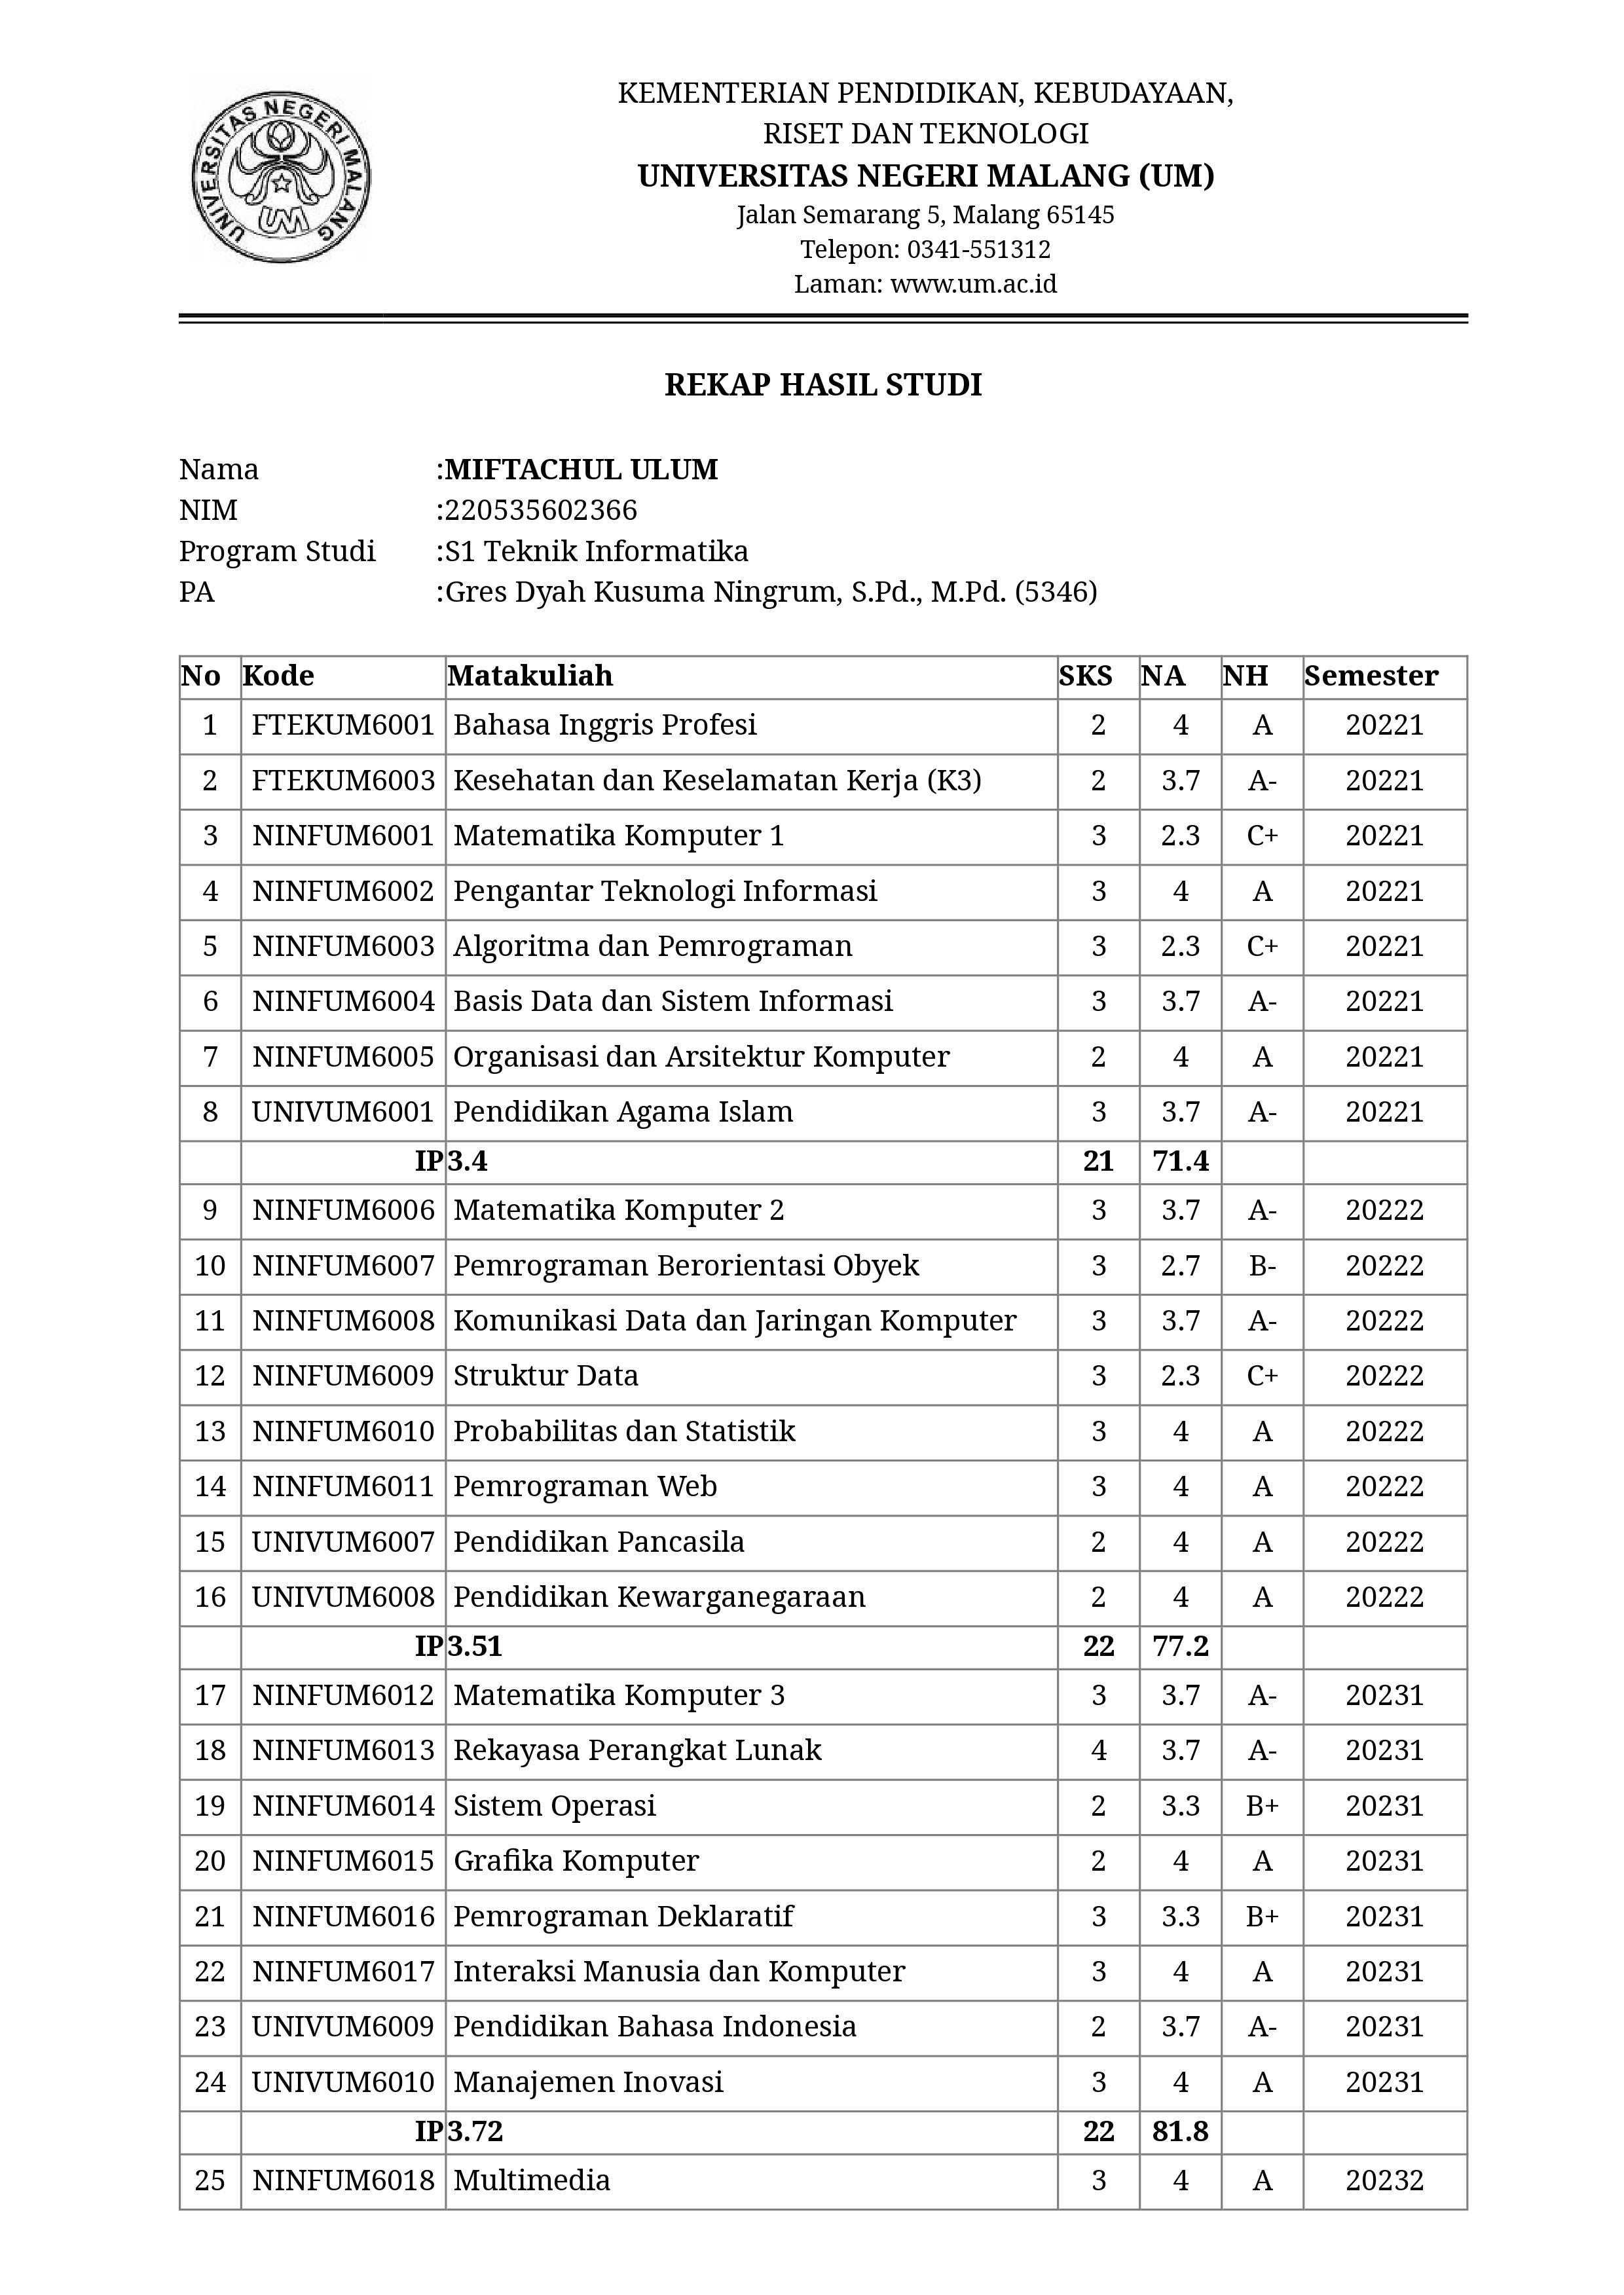 UNIVERSITAS NEGERI MALANG
UM
KEMENTERIAN PENDIDIKAN, KEBUDAYAAN,
RISET DAN TEKNOLOGI
UNIVERSITAS NEGERI MALANG (UM)
Jalan Semarang 5, Malang 65145
Telepon: 0341-551312
Laman: www.um.ac.id
REKAP HASIL STUDI
Nama :MIFTACHUL ULUM
NIM :220535602366
Program Studi :S1 Teknik Informatika
PA :Gres Dyah Kusuma Ningrum, S.Pd., M.Pd. (5346)
No Kode Matakuliah SKS NA NH Semester
1 FTEKUM6001 Bahasa Inggris Profesi 2 4 A 20221
2 FTEKUM6003 Kesehatan dan Keselamatan Kerja (K3) 2 3.7 A- 20221
3 NINFUM6001 Matematika Komputer 1 3 2.3 C+ 20221
4 NINFUM6002 Pengantar Teknologi Informasi 3 4 A 20221
5 NINFUM6003 Algoritma dan Pemrograman 3 2.3 C+ 20221
6 NINFUM6004 Basis Data dan Sistem Informasi 3 3.7 A- 20221
7 NINFUM6005 Organisasi dan Arsitektur Komputer 2 4 A 20221
8 UNIVUM6001 Pendidikan Agama Islam 3 3.7 A- 20221
IP 3.4 21 71.4
9 NINFUM6006 Matematika Komputer 2 3 3.7 A- 20222
10 NINFUM6007 Pemrograman Berorientasi Obyek 3 2.7 B- 20222
11 NINFUM6008 Komunikasi Data dan Jaringan Komputer 3 3.7 A- 20222
12 NINFUM6009 Struktur Data 3 2.3 C+ 20222
13 NINFUM6010 Probabilitas dan Statistik 3 4 A 20222
14 NINFUM6011 Pemrograman Web 3 4 A 20222
15 UNIVUM6007 Pendidikan Pancasila 2 4 A 20222
16 UNIVUM6008 Pendidikan Kewarganegaraan 2 4 A 20222
IP 3.51 22 77.2
17 NINFUM6012 Matematika Komputer 3 3 3.7 A- 20231
18 NINFUM6013 Rekayasa Perangkat Lunak 4 3.7 A- 20231
19 NINFUM6014 Sistem Operasi 2 3.3 B+ 20231
20 NINFUM6015 Grafika Komputer 2 4 A 20231
21 NINFUM6016 Pemrograman Deklaratif 3 3.3 B+ 20231
22 NINFUM6017 Interaksi Manusia dan Komputer 3 4 A 20231
23 UNIVUM6009 Pendidikan Bahasa Indonesia 2 3.7 A- 20231
24 UNIVUM6010 Manajemen Inovasi 3 4 A 20231
IP 3.72 22 81.8
25 NINFUM6018 Multimedia 3 4 A 20232